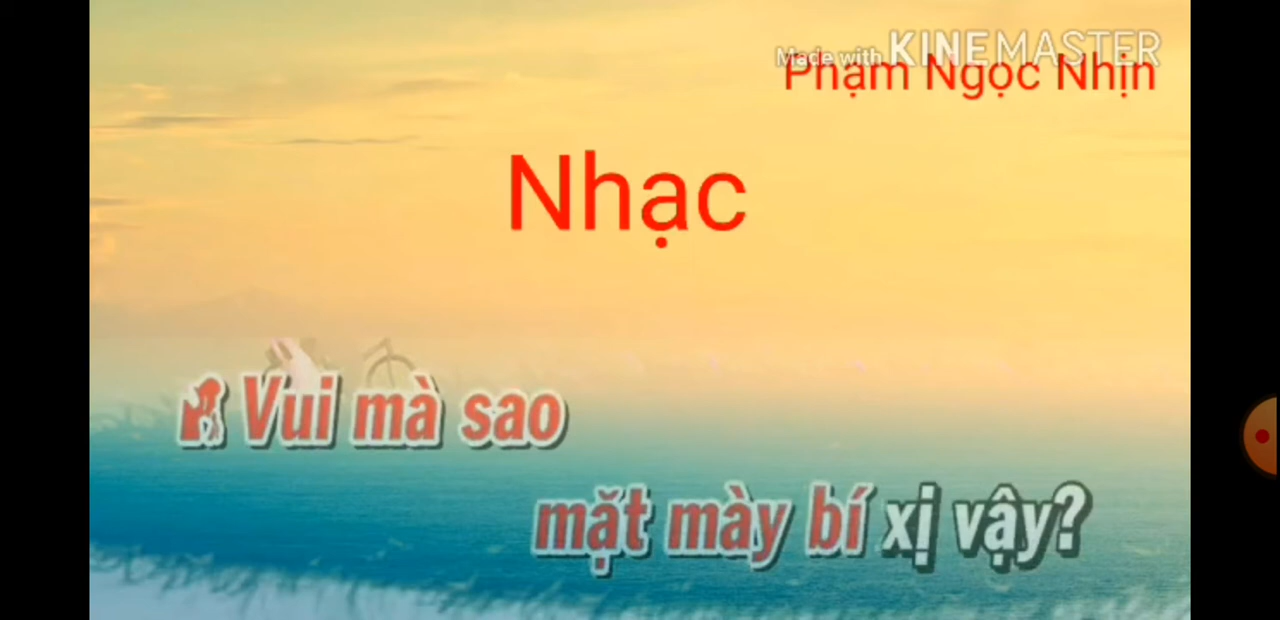 Made with KINEMASTER
Phạm Ngọc Nhịn
Nhạc
Vui mà sao
mặt mày bí xị vậy?